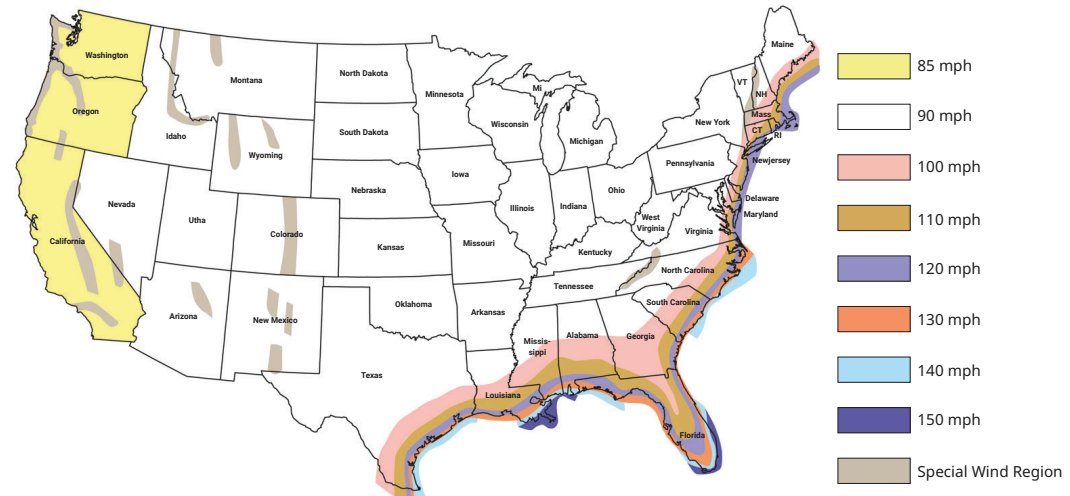 Washington
Oregon
California
Nevada
Idaho
Montana
Wyoming
Utha
Colorado
Arizona
New Mexico
North Dakota
South Dakota
Nebraska
Kansas
Oklahoma
Texas
Minnesota
Iowa
Missouri
Arkansas
Louisiana
Wisconsin
Mi
Michigan
Illinois
Indiana
Ohio
Kentucky
Tennessee
Missis-
sippi
Alabama
Georgia
Florida
South Carolina
North Carolina
Virginia
West
Virginia
Pennsylvania
New York
VT
NH
Maine
Mass
CT
RI
Newjersey
Delaware
Maryland
85 mph
90 mph
100 mph
110 mph
120 mph
130 mph
140 mph
150 mph
Special Wind Region